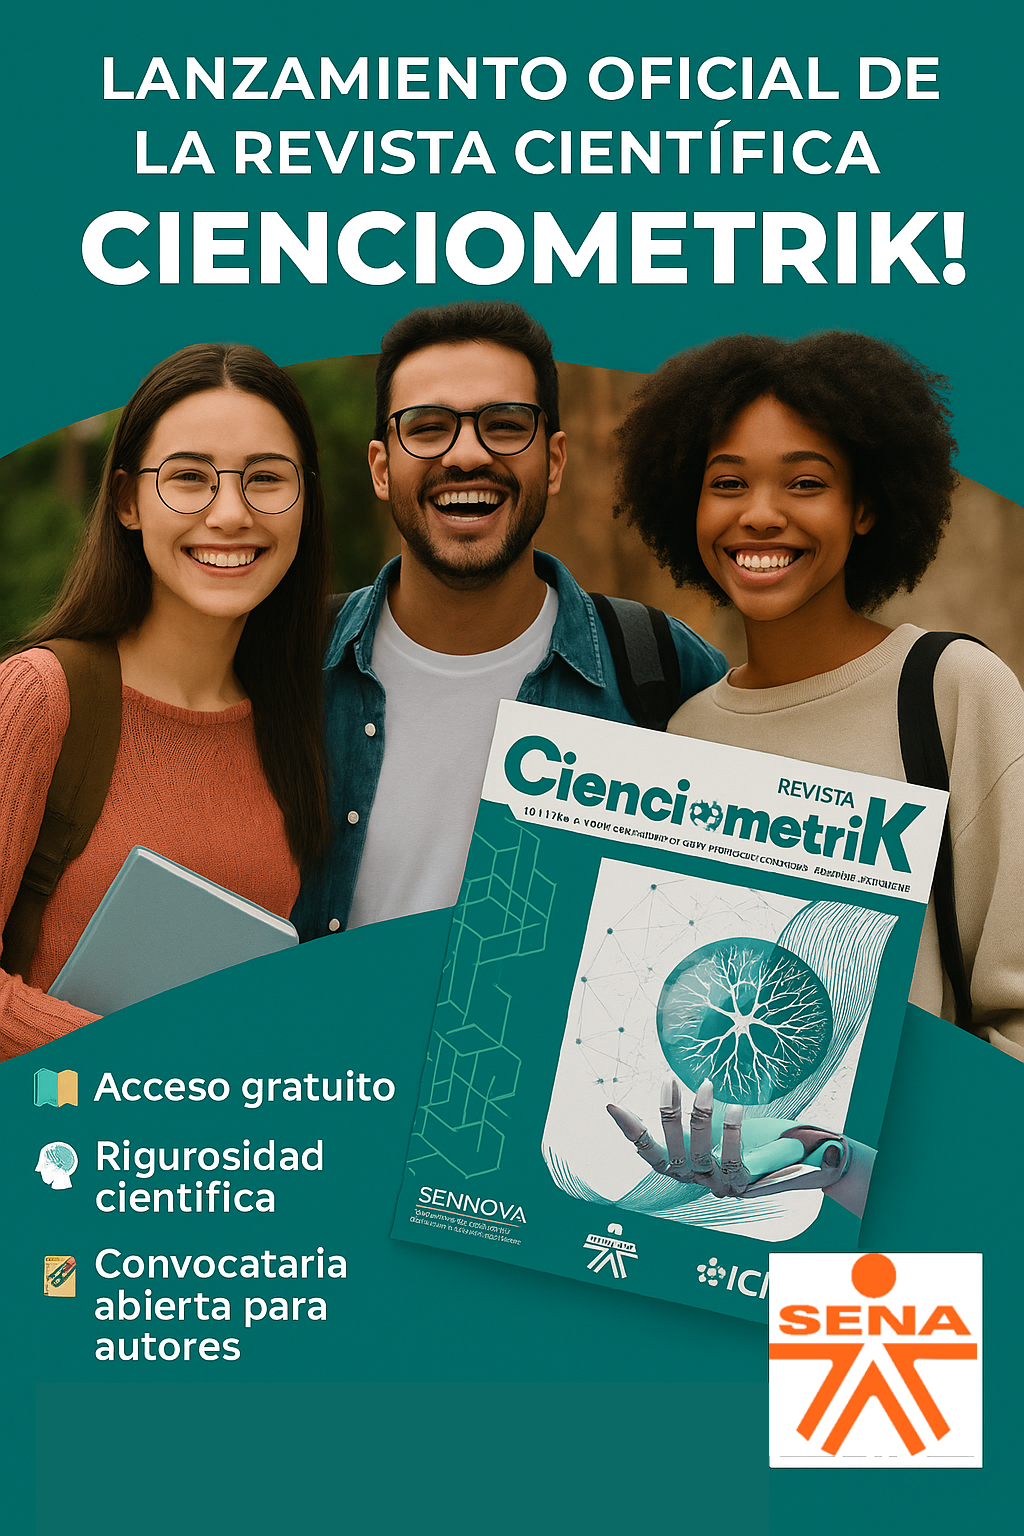 LANZAMIENTO OFICIAL DE
LA REVISTA CIENTÍFICA
CIENCIOMETRIK!
REVISTA
CienciometriK
Acceso gratuito
Rigurosidad
cientifica
Convocataria
abierta para
autores
SENNOVA
SENA